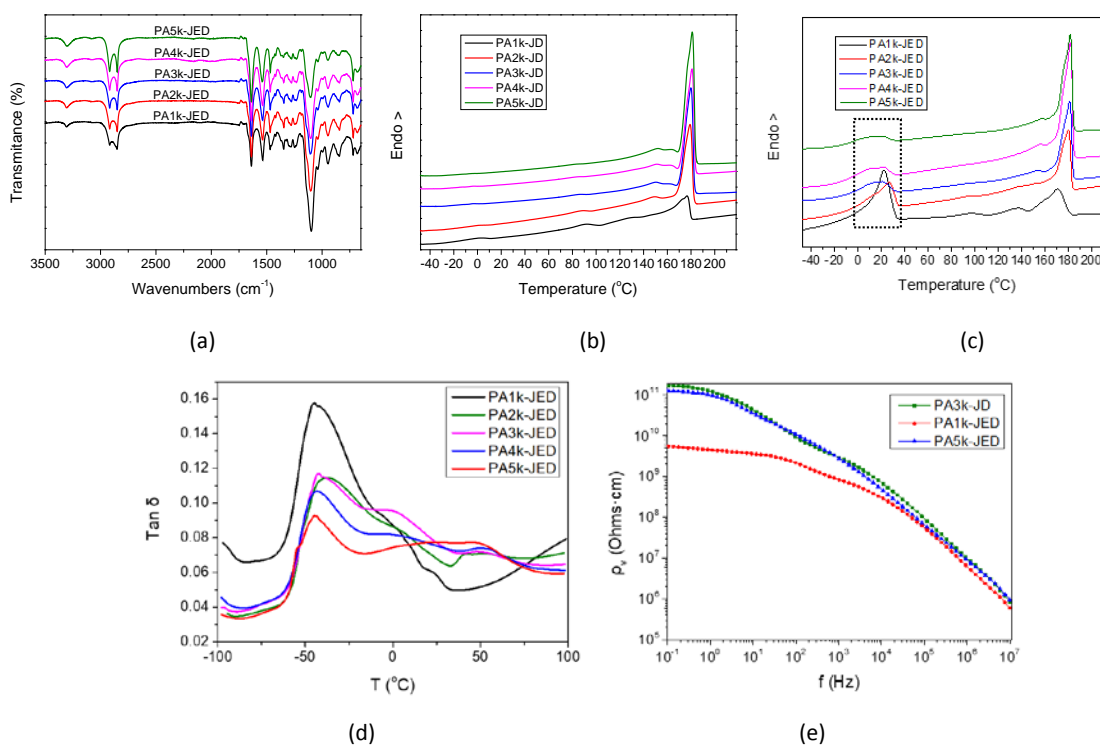 PA5k-JED
PA4k-JED
PA3k-JED
PA2k-JED
PA1k-JED
Transmitance (%)
3500 3000 2500 2000 1500 1000
Wavenumbers (cm⁻¹)
(a)
PA1k-JD
PA2k-JD
PA3k-JD
PA4k-JD
PA5k-JD
Endo >
-40 -20 0 20 40 60 80 100 120 140 160 180 200
Temperature (°C)
(b)
PA1k-JED
PA2k-JED
PA3k-JED
PA4k-JED
PA5k-JED
Endo >
-40 -20 0 20 40 60 80 100 120 140 160 180 200
Temperature (°C)
(c)
PA1k-JED
PA2k-JED
PA3k-JED
PA4k-JED
PA5k-JED
Tan δ
0.16
0.14
0.12
0.10
0.08
0.06
0.04
0.02
-100 -50 0 50 100
T (°C)
(d)
PA3k-JD
PA1k-JED
PA5k-JED
ρᵥ (Ohms·cm)
10¹¹
10¹⁰
10⁹
10⁸
10⁷
10⁶
10⁵
10⁻¹ 10⁰ 10¹ 10² 10³ 10⁴ 10⁵ 10⁶ 10⁷
f (Hz)
(e)